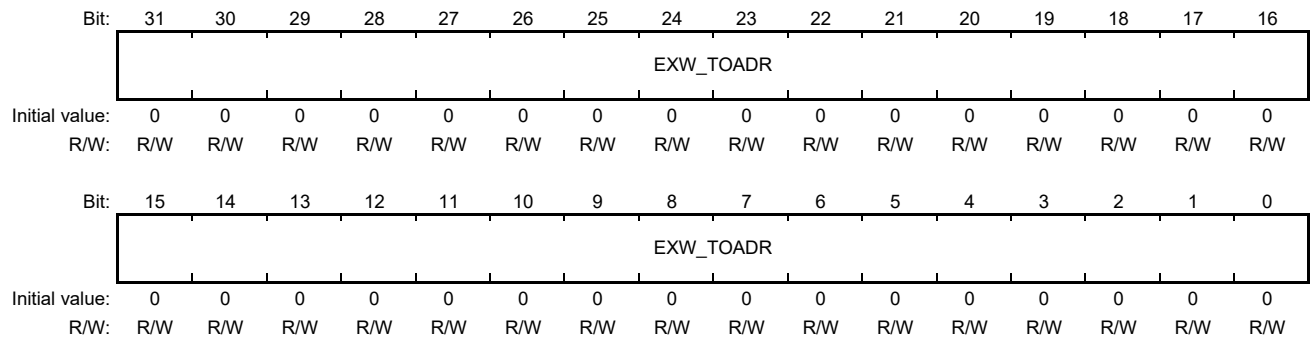 Bit: 31 30 29 28 27 26 25 24 23 22 21 20 19 18 17 16
EXW_TOADR
Initial value: 0 0 0 0 0 0 0 0 0 0 0 0 0 0 0 0
R/W: R/W R/W R/W R/W R/W R/W R/W R/W R/W R/W R/W R/W R/W R/W R/W R/W
Bit: 15 14 13 12 11 10 9 8 7 6 5 4 3 2 1 0
EXW_TOADR
Initial value: 0 0 0 0 0 0 0 0 0 0 0 0 0 0 0 0
R/W: R/W R/W R/W R/W R/W R/W R/W R/W R/W R/W R/W R/W R/W R/W R/W R/W